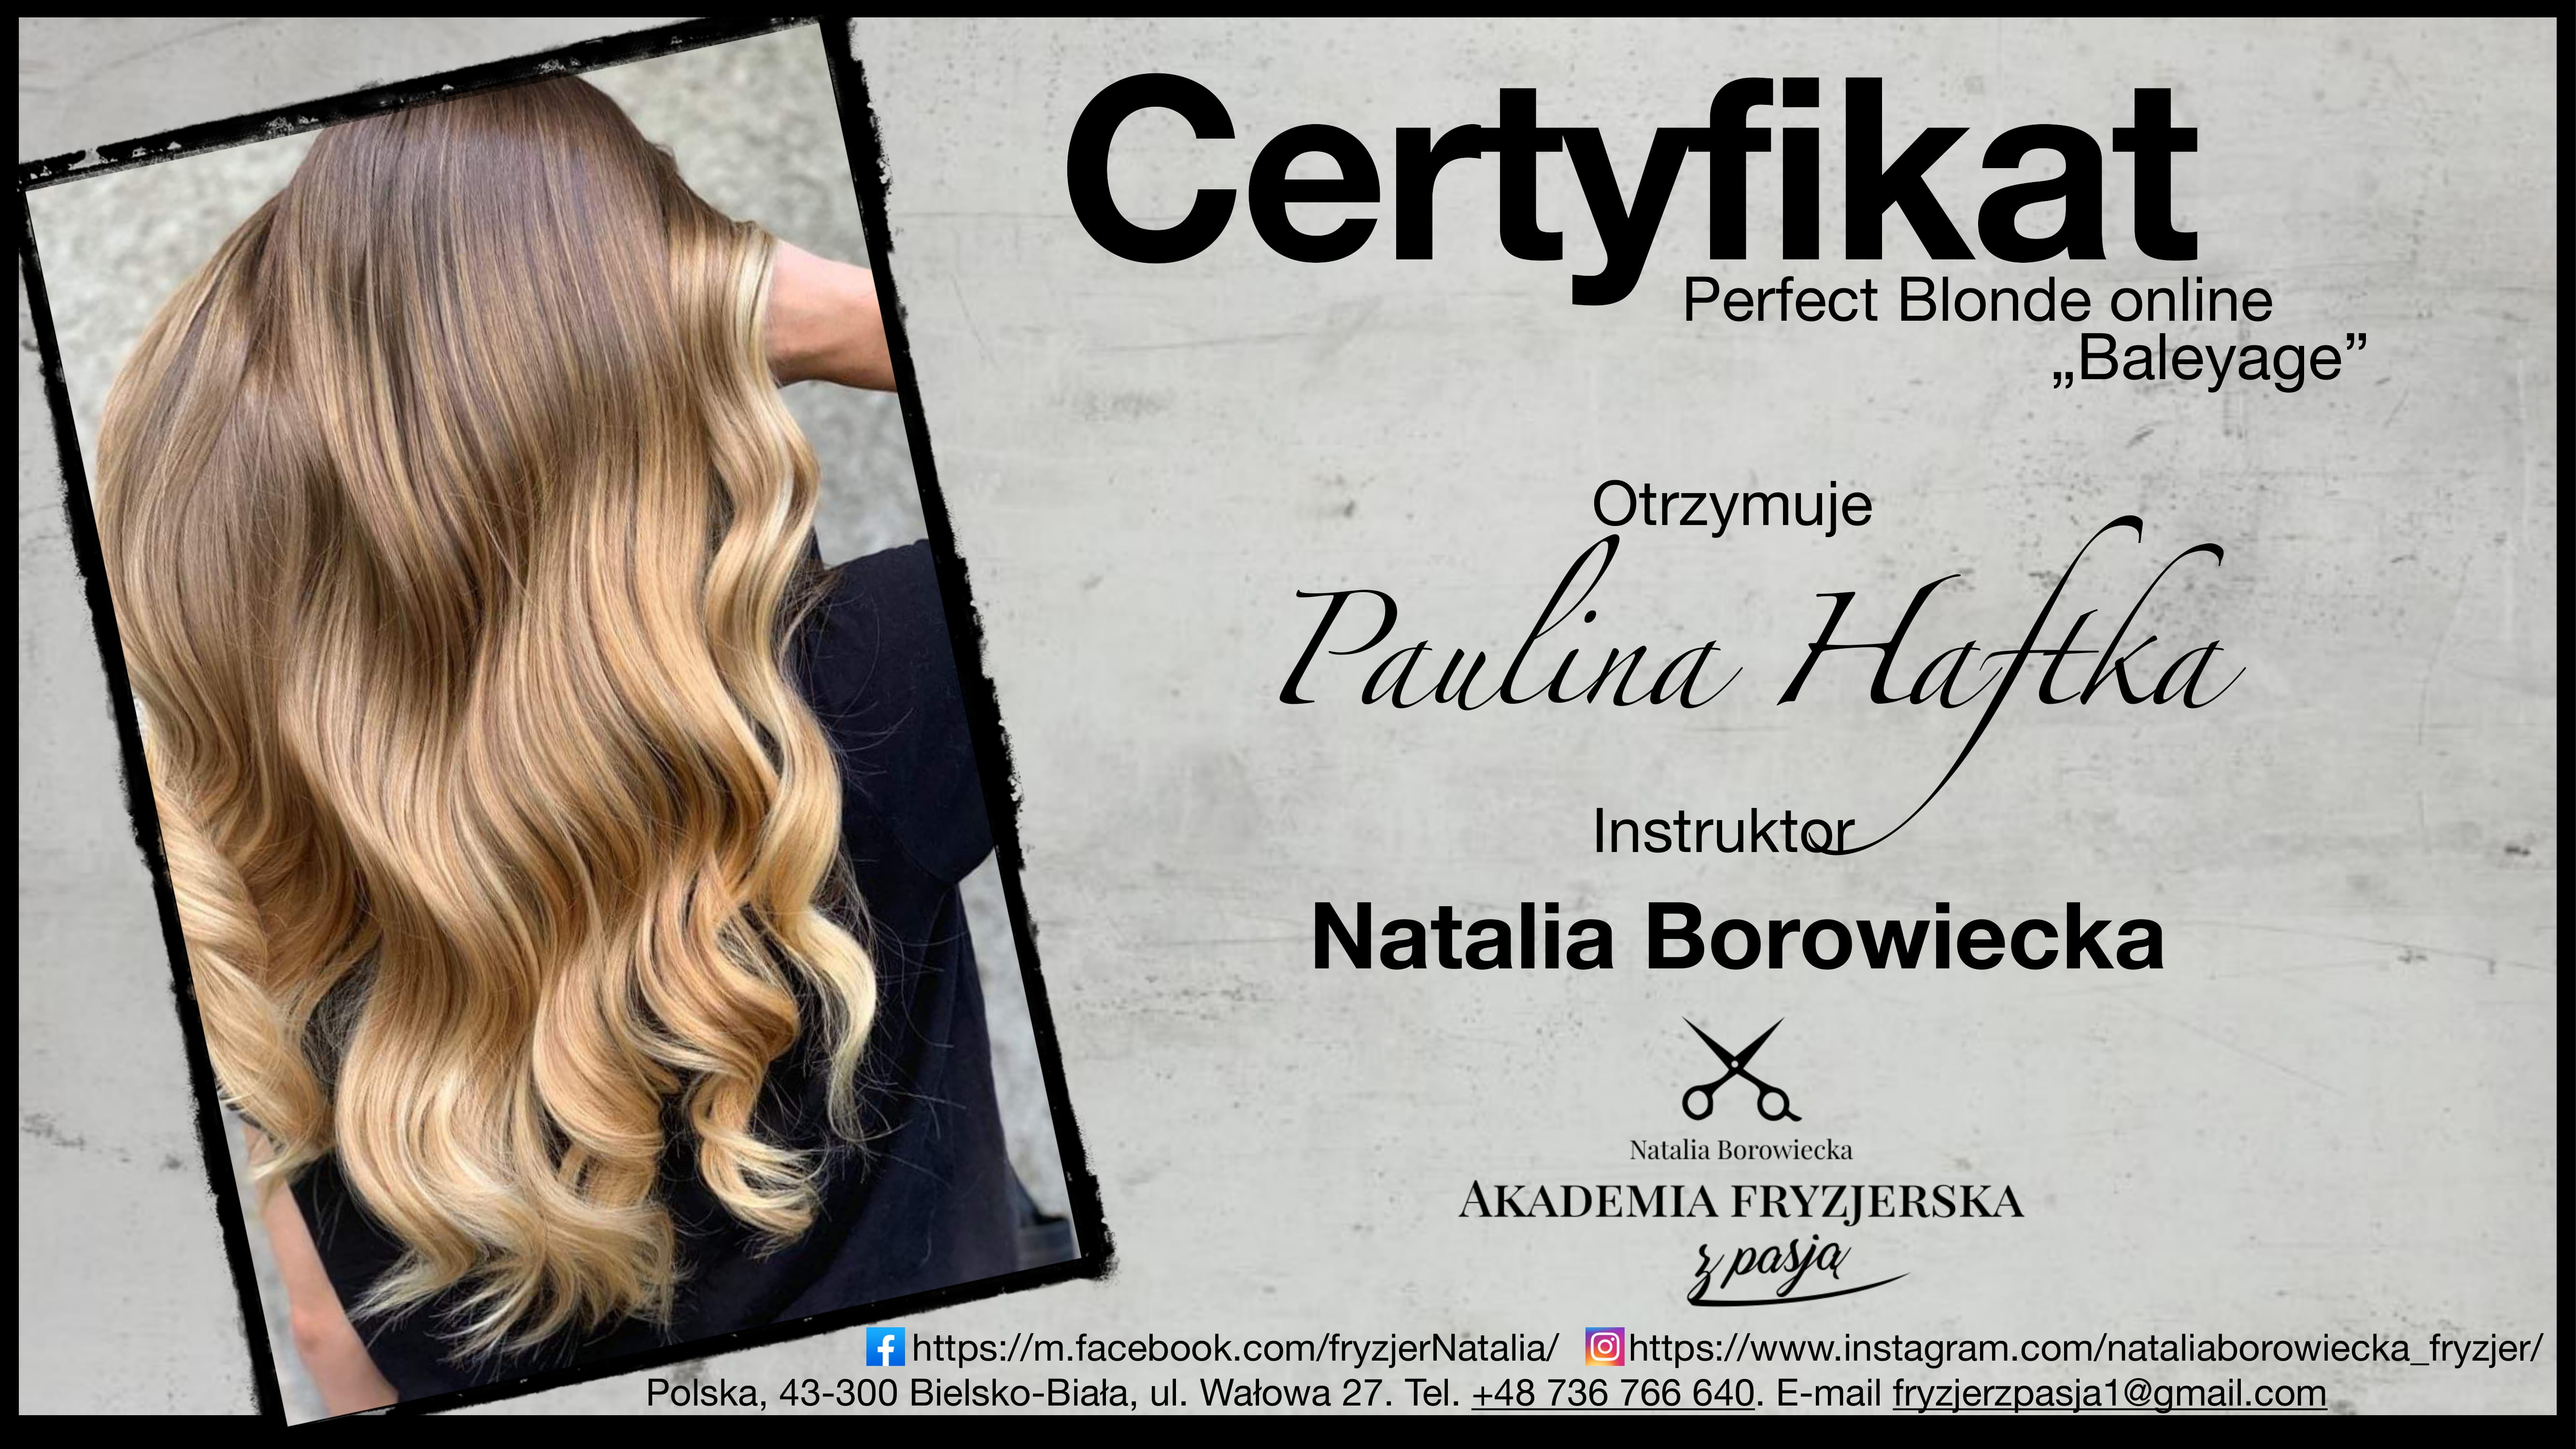 Certyfikat
Perfect Blonde online
„Baleyage”
Otrzymuje
Paulina Haftka
Instruktor
Natalia Borowiecka
Natalia Borowiecka
AKADEMIA FRYZJERSKA
z pasją
https://m.facebook.com/fryzjerNatalia/ https://www.instagram.com/nataliaborowiecka_fryzjer/
Polska, 43-300 Bielsko-Biała, ul. Wałowa 27. Tel. +48 736 766 640. E-mail fryzjerzpasja1@gmail.com